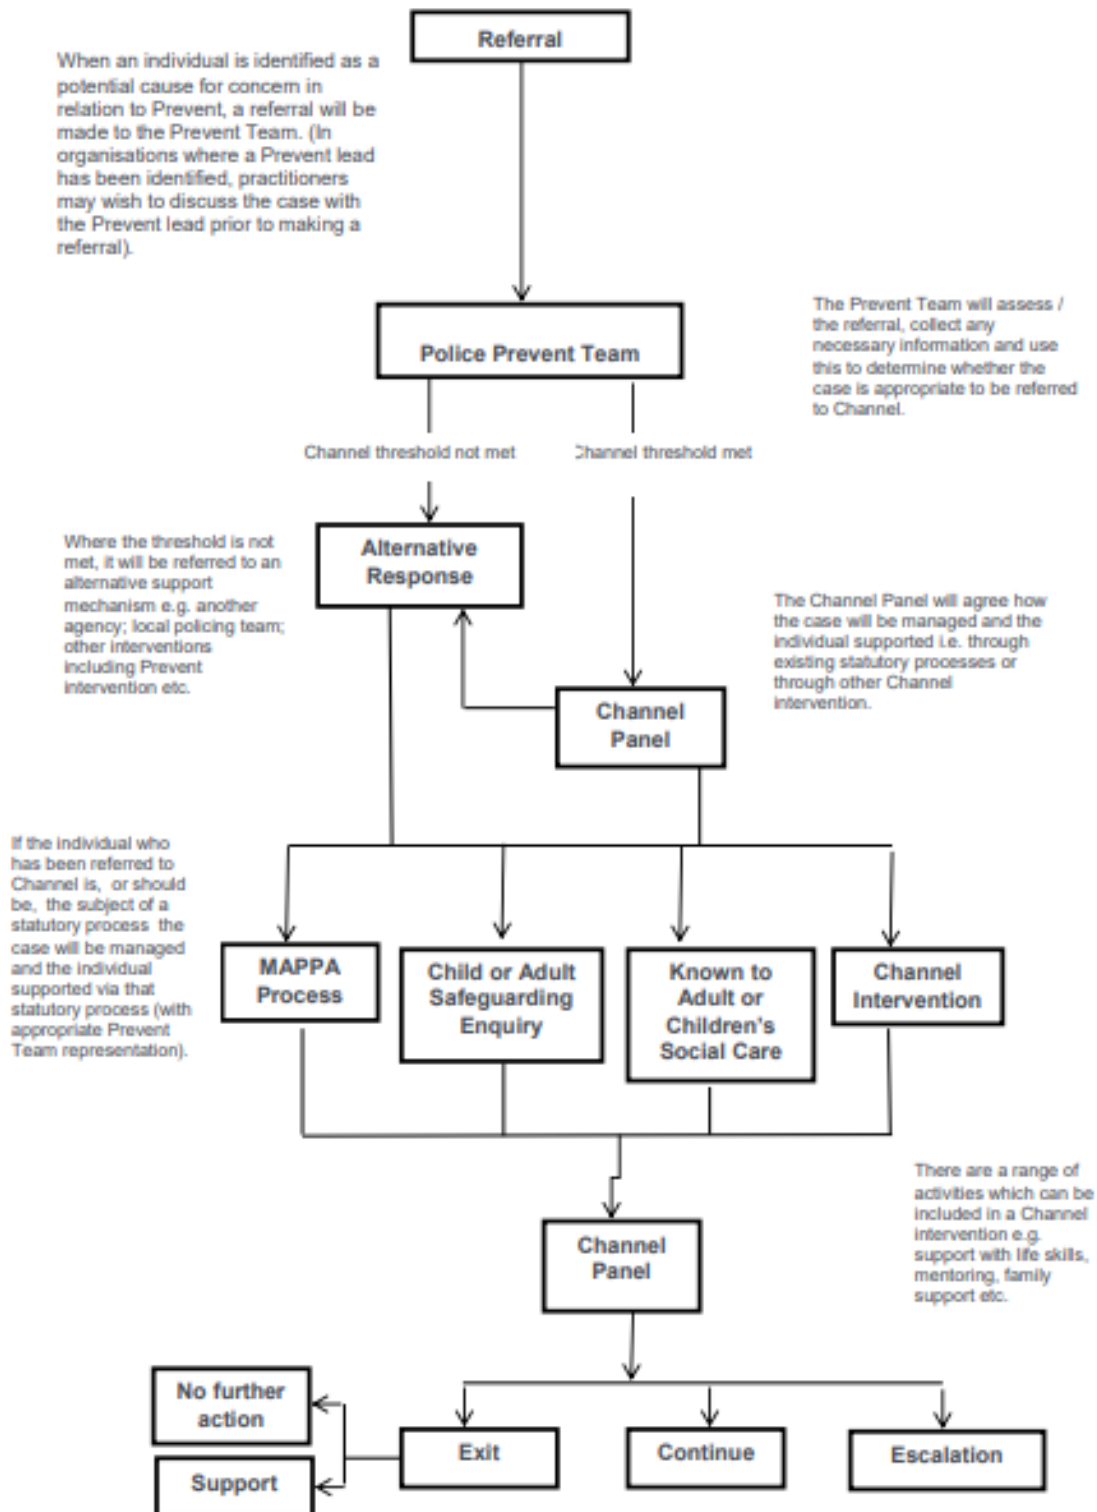 Referral
When an individual is identified as a
potential cause for concern in
relation to Prevent, a referral will be
made to the Prevent Team. (In
organisations where a Prevent lead
has been identified, practitioners
may wish to discuss the case with
the Prevent lead prior to making a
referral).
Police Prevent Team
The Prevent Team will assess /
the referral, collect any
necessary information and use
this to determine whether the
case is appropriate to be referred
to Channel.
Channel threshold not met
Channel threshold met
Alternative
Response
Where the threshold is not
met, it will be referred to an
alternative support
mechanism e.g. another
agency; local policing team;
other interventions
including Prevent
intervention etc.
The Channel Panel will agree how
the case will be managed and the
individual supported i.e. through
existing statutory processes or
through other Channel
intervention.
Channel
Panel
If the individual who
has been referred to
Channel is, or should
be, the subject of a
statutory process the
case will be managed
and the individual
supported via that
statutory process (with
appropriate Prevent
Team representation).
MAPPA
Process
Child or Adult
Safeguarding
Enquiry
Known to
Adult or
Children's
Social Care
Channel
Intervention
There are a range of
activities which can be
included in a Channel
intervention e.g.
support with life skills,
mentoring, family
support etc.
Channel
Panel
No further
action
Support
Exit
Continue
Escalation